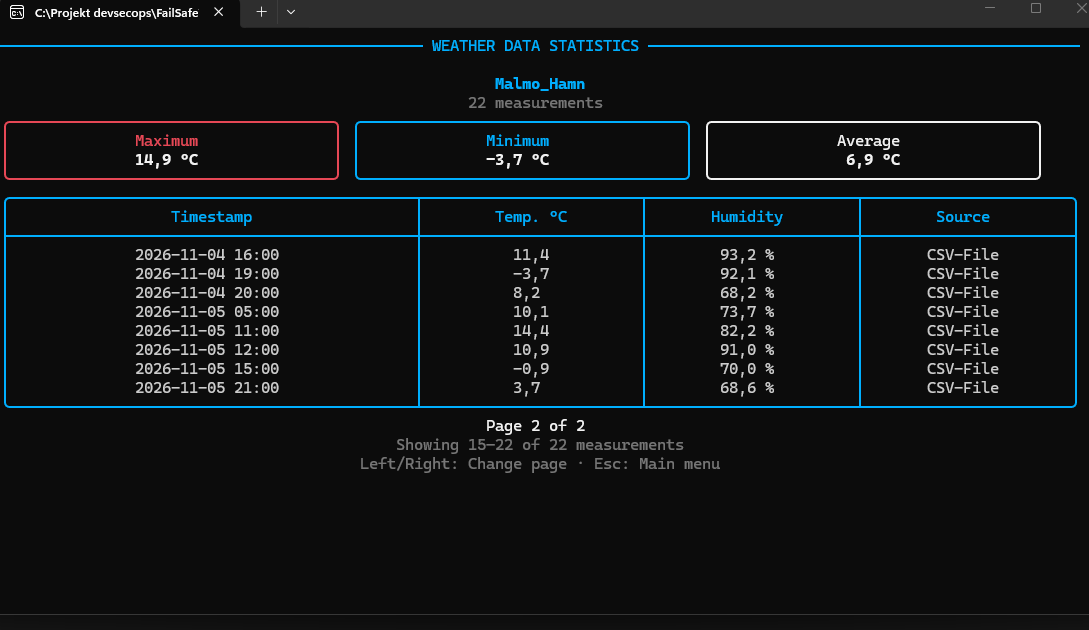 C:\Projekt devsecops\FailSafe
WEATHER DATA STATISTICS
Malmo_Hamn
22 measurements
Maximum Minimum Average
14,9 °C -3,7 °C 6,9 °C
Timestamp Temp. °C Humidity Source
2026-11-04 16:00 11,4 93,2 % CSV-File
2026-11-04 19:00 -3,7 92,1 % CSV-File
2026-11-04 20:00 8,2 68,2 % CSV-File
2026-11-05 05:00 10,1 73,7 % CSV-File
2026-11-05 11:00 14,4 82,2 % CSV-File
2026-11-05 12:00 10,9 91,0 % CSV-File
2026-11-05 15:00 -0,9 70,0 % CSV-File
2026-11-05 21:00 3,7 68,6 % CSV-File
Page 2 of 2
Showing 15-22 of 22 measurements
Left/Right: Change page · Esc: Main menu